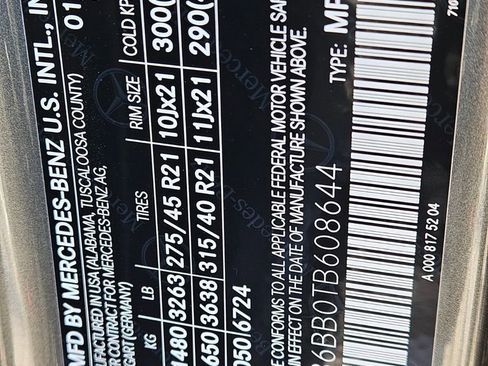 MFD BY MERCEDES-BENZ U.S. INTL., IN
01
MANUFACTURED IN USA (ALABAMA, TUSCALOOSA COUNTY)
R CONTRACT FOR MERCEDES-BENZ AG,
GART (GERMANY)
KG LB TIRES RIM SIZE COLD KP
1480 3263 275/45 R21 10Jx21 300(
650 3638 315/40 R21 11Jx21 290(
050 6724
CONFORMS TO ALL APPLICABLE FEDERAL MOTOR VEHICLE SA
IN EFFECT ON THE DATE OF MANUFACTURE SHOWN ABOVE.
6BB0TB608644 TYPE: MP
A 000 817 52 04
710